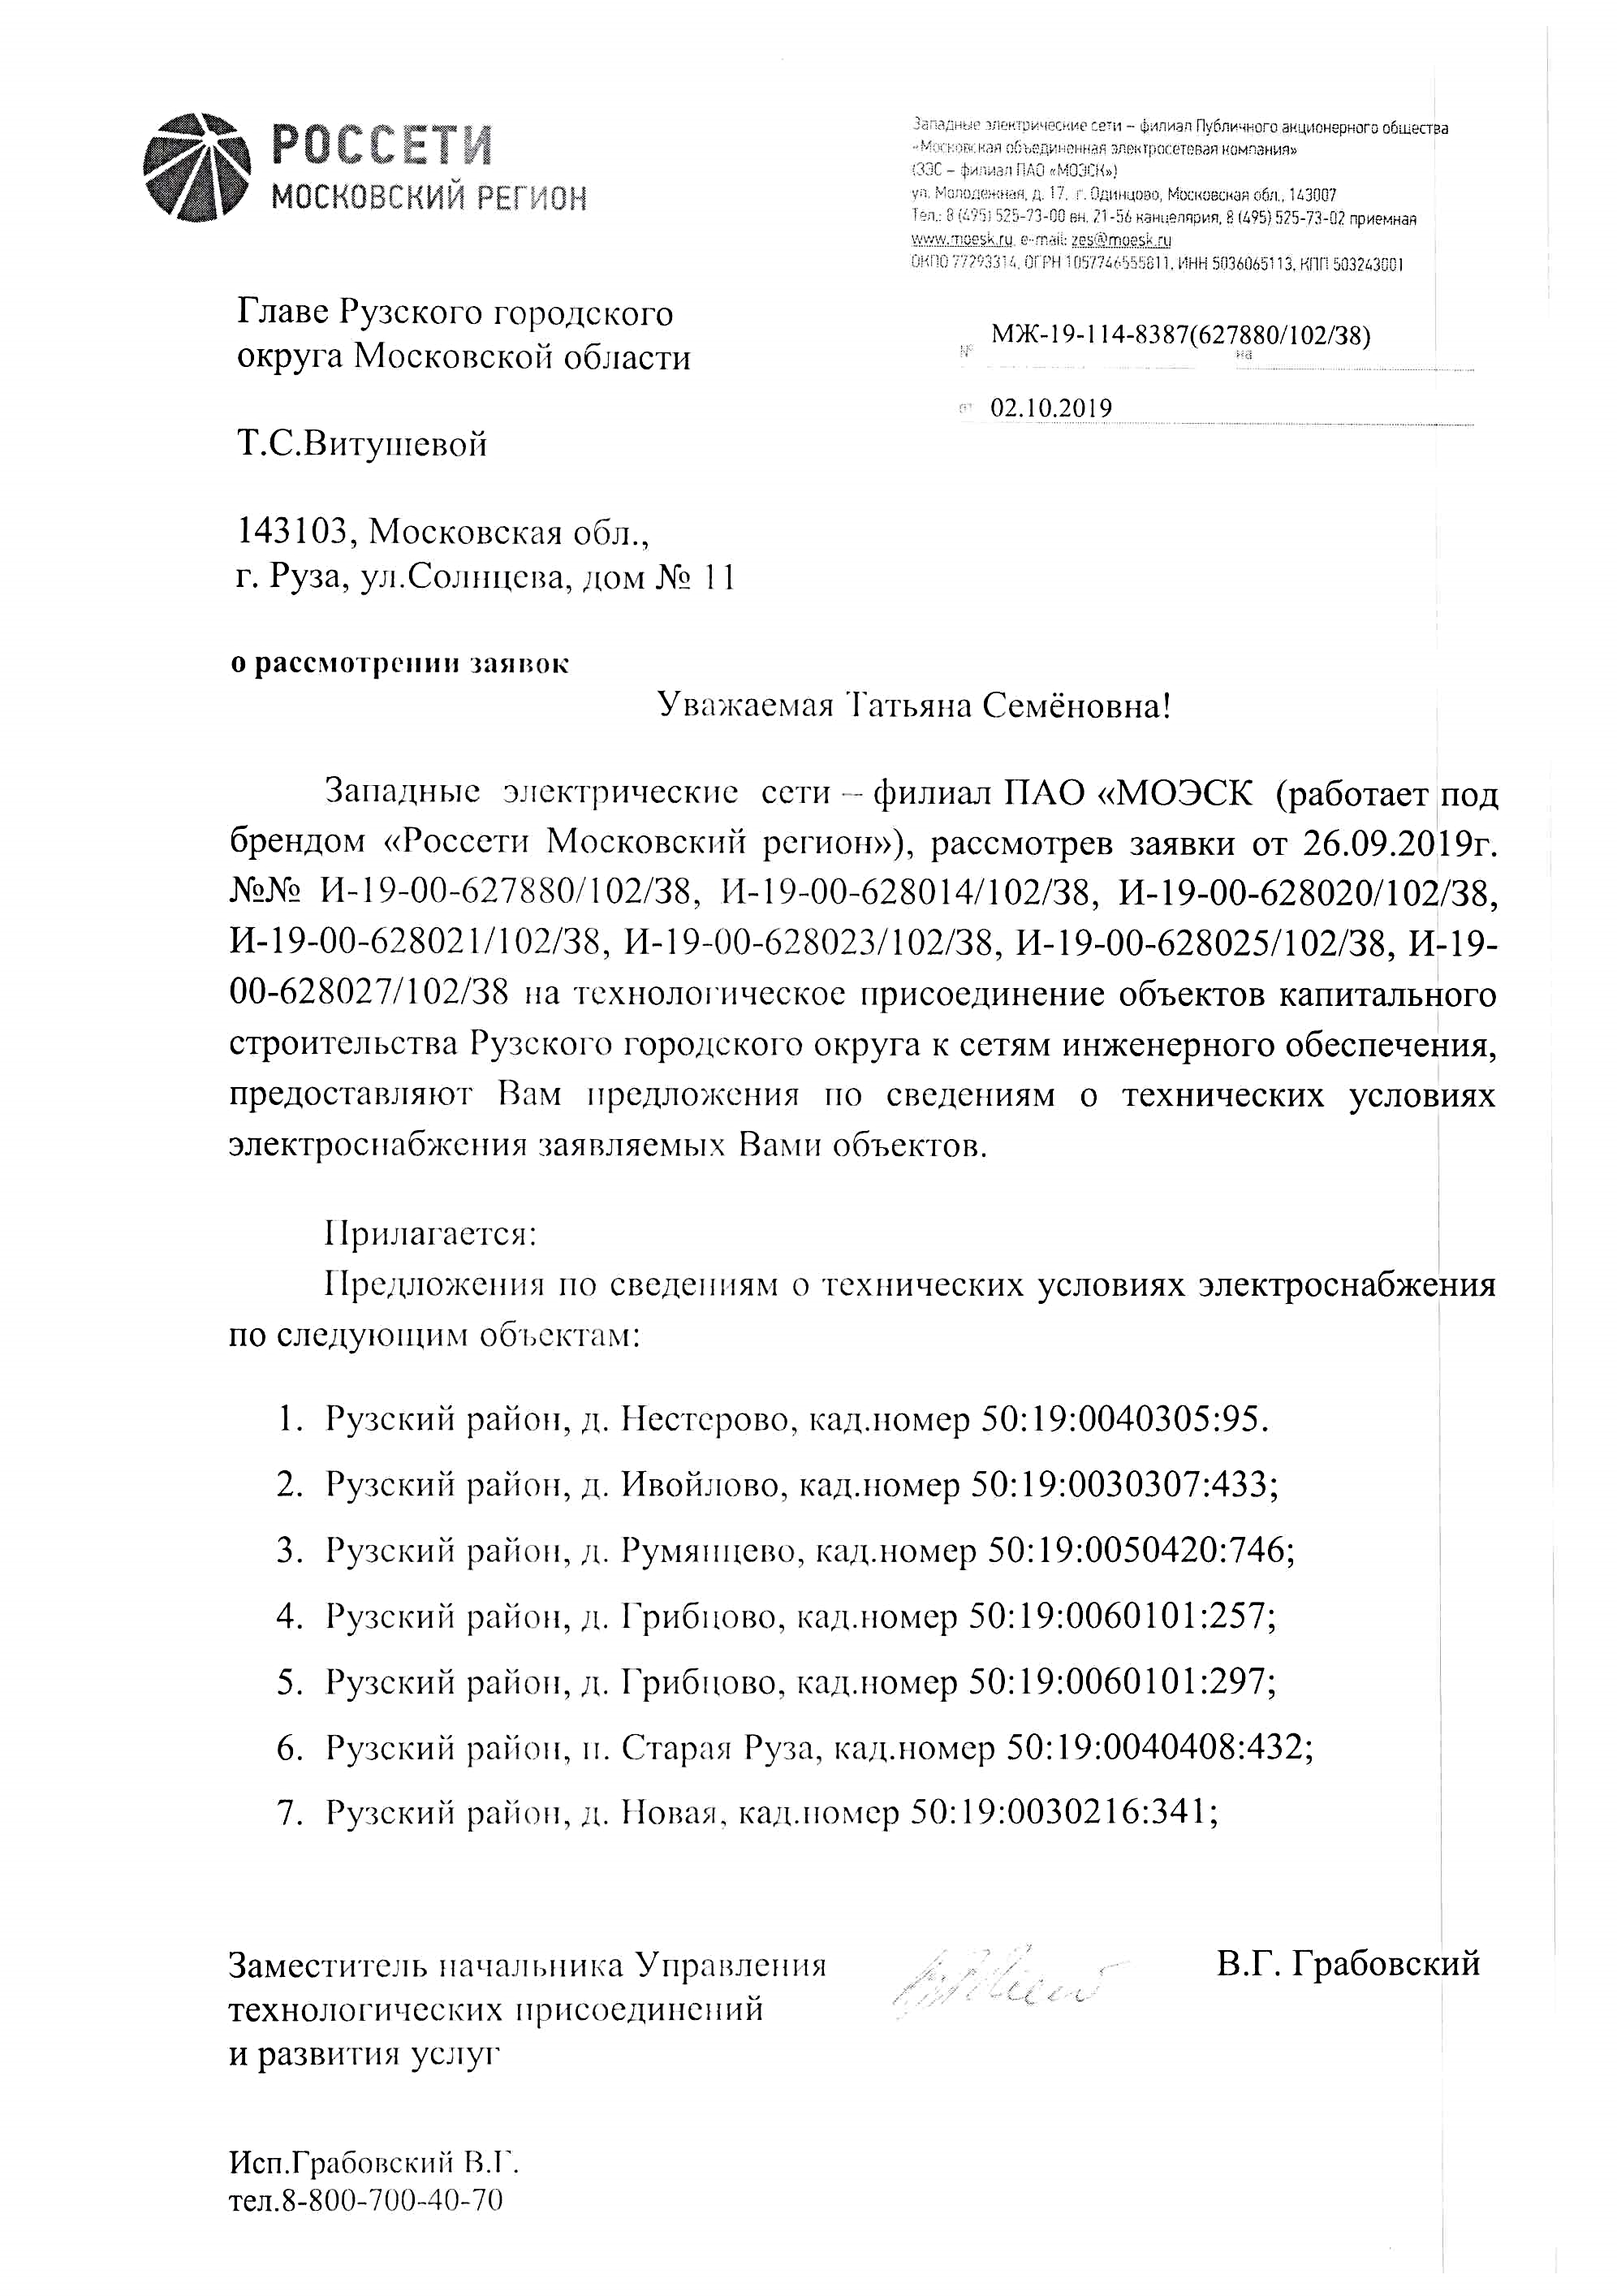 РОССЕТИ
МОСКОВСКИЙ РЕГИОН
Западные электрические сети – филиал Публичного акционерного общества
«Московская объединенная электросетевая компания»
(ЗЭС – филиал ПАО «МОЭСК»)
ул. Молодежная, д. 17, г. Одинцово, Московская обл., 143007
Тел.: 8 (495) 525-73-00 вн. 21-56 канцелярия, 8 (495) 525-73-02 приемная
www.moesk.ru, e-mail: zes@moesk.ru
ОКПО 77293314, ОГРН 1057746555811, ИНН 5036065113, КПП 503243001
Главе Рузского городского
округа Московской области
№ МЖ-19-114-8387(627880/102/38)
на
от 02.10.2019
Т.С.Витушевой
143103, Московская обл.,
г. Руза, ул.Солнцева, дом № 11
о рассмотрении заявок
Уважаемая Татьяна Семёновна!
Западные электрические сети – филиал ПАО «МОЭСК (работает под
брендом «Россети Московский регион»), рассмотрев заявки от 26.09.2019г.
№№ И-19-00-627880/102/38, И-19-00-628014/102/38, И-19-00-628020/102/38,
И-19-00-628021/102/38, И-19-00-628023/102/38, И-19-00-628025/102/38, И-19-
00-628027/102/38 на технологическое присоединение объектов капитального
строительства Рузского городского округа к сетям инженерного обеспечения,
предоставляют Вам предложения по сведениям о технических условиях
электроснабжения заявляемых Вами объектов.
Прилагается:
Предложения по сведениям о технических условиях электроснабжения
по следующим объектам:
1. Рузский район, д. Нестерово, кад.номер 50:19:0040305:95.
2. Рузский район, д. Ивойлово, кад.номер 50:19:0030307:433;
3. Рузский район, д. Румянцево, кад.номер 50:19:0050420:746;
4. Рузский район, д. Грибцово, кад.номер 50:19:0060101:257;
5. Рузский район, д. Грибцово, кад.номер 50:19:0060101:297;
6. Рузский район, п. Старая Руза, кад.номер 50:19:0040408:432;
7. Рузский район, д. Новая, кад.номер 50:19:0030216:341;
Заместитель начальника Управления
технологических присоединений
и развития услуг
В.Г. Грабовский
Исп.Грабовский В.Г.
тел.8-800-700-40-70